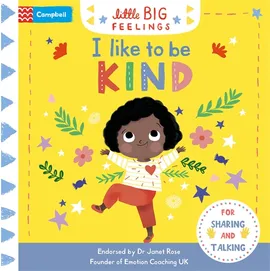 Campbell
little BIG
FEELINGS
I like to be
KIND
FOR
SHARING
AND
TALKING
Endorsed by Dr Janet Rose
Founder of Emotion Coaching UK